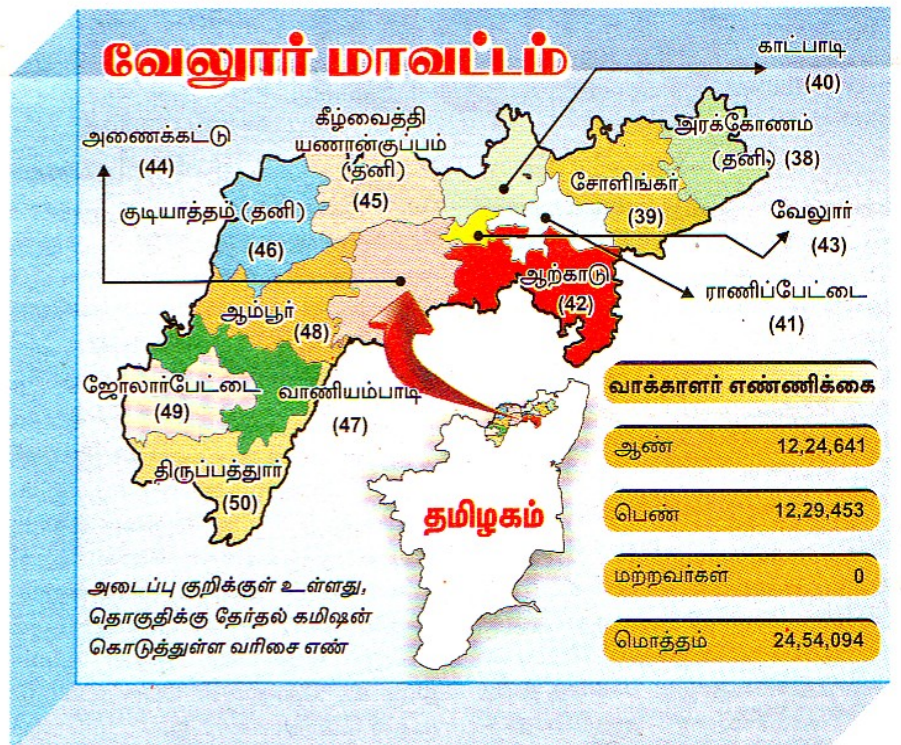 வேலூர் மாவட்டம்
காட்பாடி
(40)
அணைக்கட்டு
(44)
கீழ்வைத்தி
யணான்குப்பம்
(தனி)
(45)
அரக்கோணம்
(தனி) (38)
சோளிங்கர்
(39)
குடியாத்தம் (தனி)
(46)
வேலூர்
(43)
ஆற்காடு
(42)
ராணிப்பேட்டை
(41)
ஆம்பூர்
(48)
ஜோலார்பேட்டை
(49)
வாணியம்பாடி
(47)
திருப்பத்தூர்
(50)
தமிழகம்
வாக்காளர் எண்ணிக்கை
ஆண் 12,24,641
பெண் 12,29,453
மற்றவர்கள் 0
மொத்தம் 24,54,094
அடைப்பு குறிக்குள் உள்ளது,
தொகுதிக்கு தேர்தல் கமிஷன்
கொடுத்துள்ள வரிசை எண்